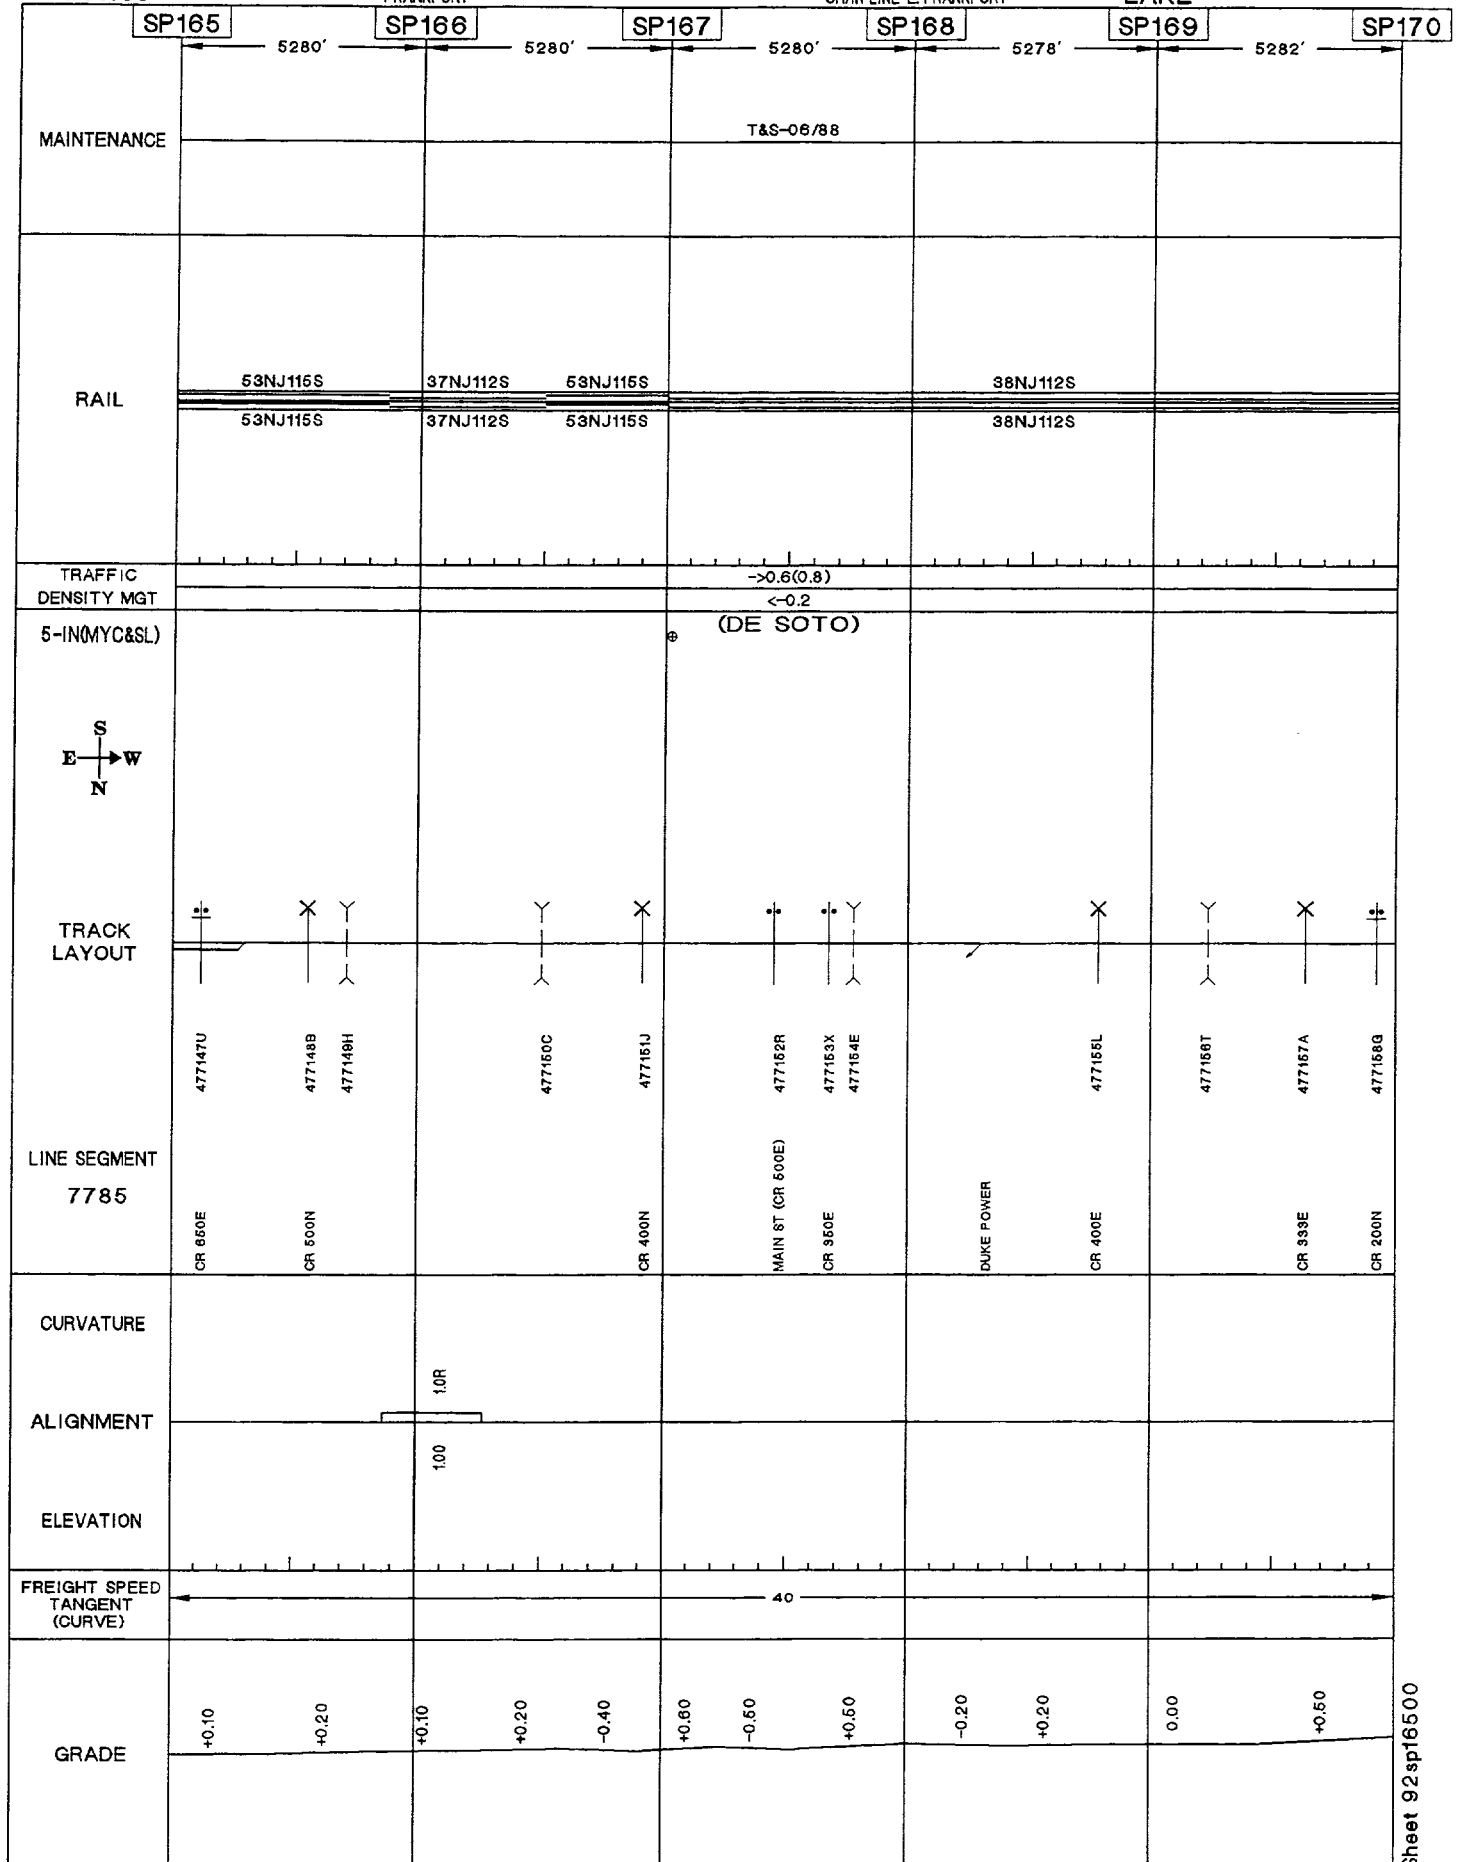 SP165 SP166 SP167 SP168 SP169 SP170
5280' 5280' 5280' 5278' 5282'
MAINTENANCE
T&S-06/88
RAIL
53NJ115S 37NJ112S 53NJ115S 38NJ112S
53NJ115S 37NJ112S 53NJ115S 38NJ112S
TRAFFIC
DENSITY MGT
->0.6(0.8)
<-0.2
5-IN(MYC&SL)
(DE SOTO)
S
E W
N
TRACK
LAYOUT
477147U 477148B 477149H 477150C 477151J 477152R 477153X 477154E 477155L 477156T 477157A 477158G
LINE SEGMENT
7785
CR 650E CR 500N CR 400N MAIN ST (CR 500E) CR 350E DUKE POWER CR 400E CR 333E CR 200N
CURVATURE
1.0R
ALIGNMENT
1.00
ELEVATION
FREIGHT SPEED
TANGENT
(CURVE)
40
GRADE
+0.10 +0.20 +0.10 +0.20 -0.40 +0.60 -0.50 +0.50 -0.20 +0.20 0.00 +0.50
Sheet 92sp16500